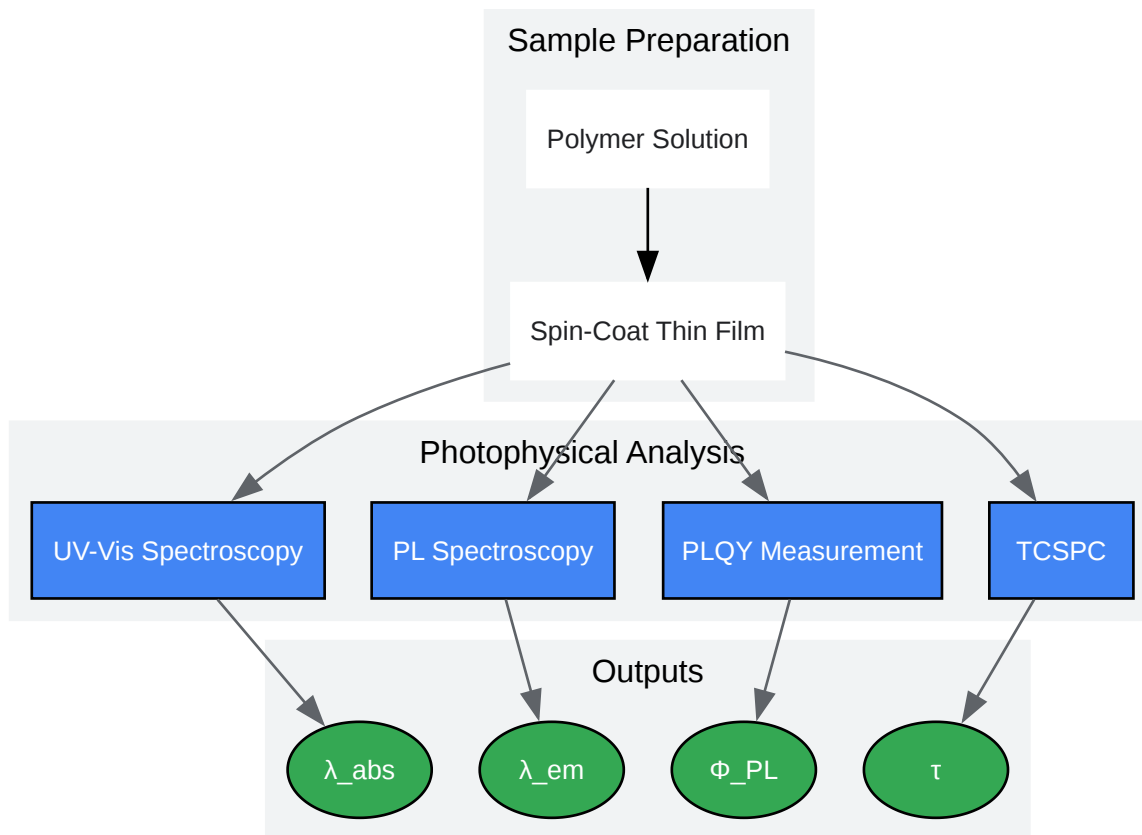 Sample Preparation
Polymer Solution
Spin-Coat Thin Film
Photophysical Analysis
UV-Vis Spectroscopy
PL Spectroscopy
PLQY Measurement
TCSPC
Outputs
λ_abs
λ_em
Φ_PL
τ